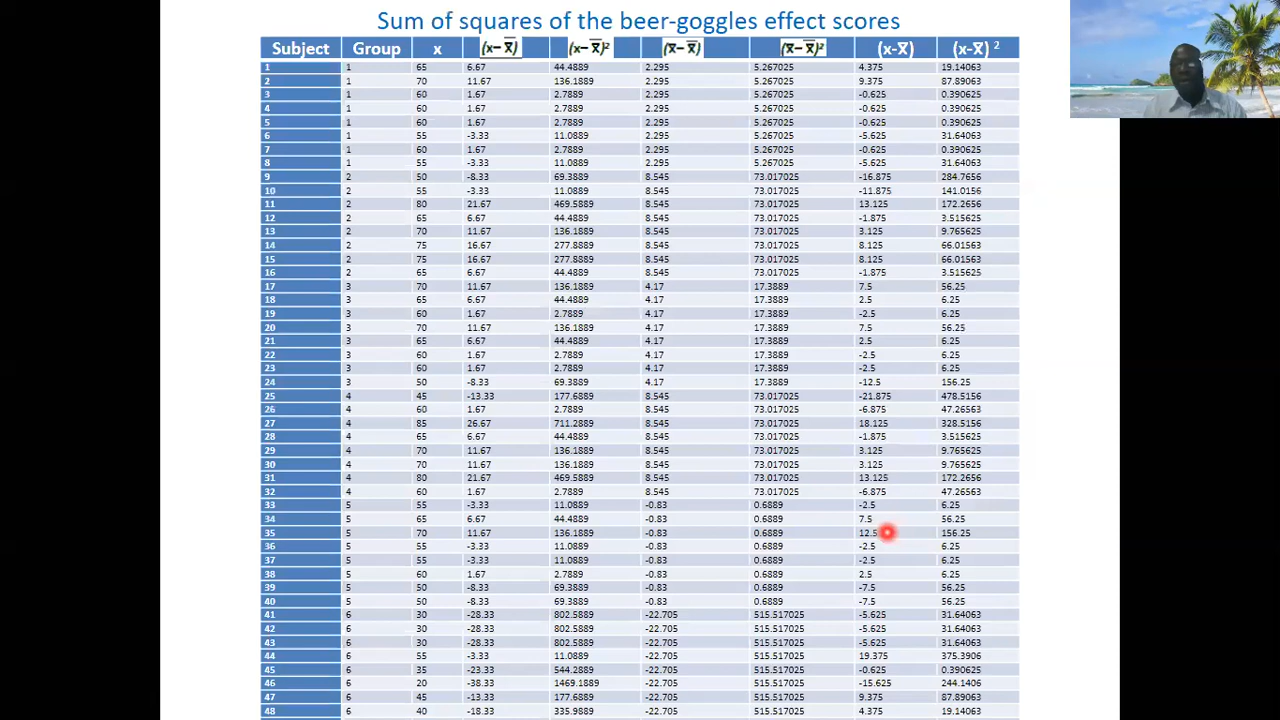 Sum of squares of the beer-goggles effect scores
Subject Group x (x− X̿) (x− X̿)² (X̅− X̿) (X̅− X̿)² (x-X̅) (x-X̅) ²
1 1 65 6.67 44.4889 2.295 5.267025 4.375 19.14063
2 1 70 11.67 136.1889 2.295 5.267025 9.375 87.89063
3 1 60 1.67 2.7889 2.295 5.267025 -0.625 0.390625
4 1 60 1.67 2.7889 2.295 5.267025 -0.625 0.390625
5 1 60 1.67 2.7889 2.295 5.267025 -0.625 0.390625
6 1 55 -3.33 11.0889 2.295 5.267025 -5.625 31.64063
7 1 60 1.67 2.7889 2.295 5.267025 -0.625 0.390625
8 1 55 -3.33 11.0889 2.295 5.267025 -5.625 31.64063
9 2 50 -8.33 69.3889 8.545 73.017025 -16.875 284.7656
10 2 55 -3.33 11.0889 8.545 73.017025 -11.875 141.0156
11 2 80 21.67 469.5889 8.545 73.017025 13.125 172.2656
12 2 65 6.67 44.4889 8.545 73.017025 -1.875 3.515625
13 2 70 11.67 136.1889 8.545 73.017025 3.125 9.765625
14 2 75 16.67 277.8889 8.545 73.017025 8.125 66.01563
15 2 75 16.67 277.8889 8.545 73.017025 8.125 66.01563
16 2 65 6.67 44.4889 8.545 73.017025 -1.875 3.515625
17 3 70 11.67 136.1889 4.17 17.3889 7.5 56.25
18 3 65 6.67 44.4889 4.17 17.3889 2.5 6.25
19 3 60 1.67 2.7889 4.17 17.3889 -2.5 6.25
20 3 70 11.67 136.1889 4.17 17.3889 7.5 56.25
21 3 65 6.67 44.4889 4.17 17.3889 2.5 6.25
22 3 60 1.67 2.7889 4.17 17.3889 -2.5 6.25
23 3 60 1.67 2.7889 4.17 17.3889 -2.5 6.25
24 3 50 -8.33 69.3889 4.17 17.3889 -12.5 156.25
25 4 45 -13.33 177.6889 8.545 73.017025 -21.875 478.5156
26 4 60 1.67 2.7889 8.545 73.017025 -6.875 47.26563
27 4 85 26.67 711.2889 8.545 73.017025 18.125 328.5156
28 4 65 6.67 44.4889 8.545 73.017025 -1.875 3.515625
29 4 70 11.67 136.1889 8.545 73.017025 3.125 9.765625
30 4 70 11.67 136.1889 8.545 73.017025 3.125 9.765625
31 4 80 21.67 469.5889 8.545 73.017025 13.125 172.2656
32 4 60 1.67 2.7889 8.545 73.017025 -6.875 47.26563
33 5 55 -3.33 11.0889 -0.83 0.6889 -2.5 6.25
34 5 65 6.67 44.4889 -0.83 0.6889 7.5 56.25
35 5 70 11.67 136.1889 -0.83 0.6889 12.5 156.25
36 5 55 -3.33 11.0889 -0.83 0.6889 -2.5 6.25
37 5 55 -3.33 11.0889 -0.83 0.6889 -2.5 6.25
38 5 60 1.67 2.7889 -0.83 0.6889 2.5 6.25
39 5 50 -8.33 69.3889 -0.83 0.6889 -7.5 56.25
40 5 50 -8.33 69.3889 -0.83 0.6889 -7.5 56.25
41 6 30 -28.33 802.5889 -22.705 515.517025 -5.625 31.64063
42 6 30 -28.33 802.5889 -22.705 515.517025 -5.625 31.64063
43 6 30 -28.33 802.5889 -22.705 515.517025 -5.625 31.64063
44 6 55 -3.33 11.0889 -22.705 515.517025 19.375 375.3906
45 6 35 -23.33 544.2889 -22.705 515.517025 -0.625 0.390625
46 6 20 -38.33 1469.1889 -22.705 515.517025 -15.625 244.1406
47 6 45 -13.33 177.6889 -22.705 515.517025 9.375 87.89063
48 6 40 -18.33 335.9889 -22.705 515.517025 4.375 19.14063